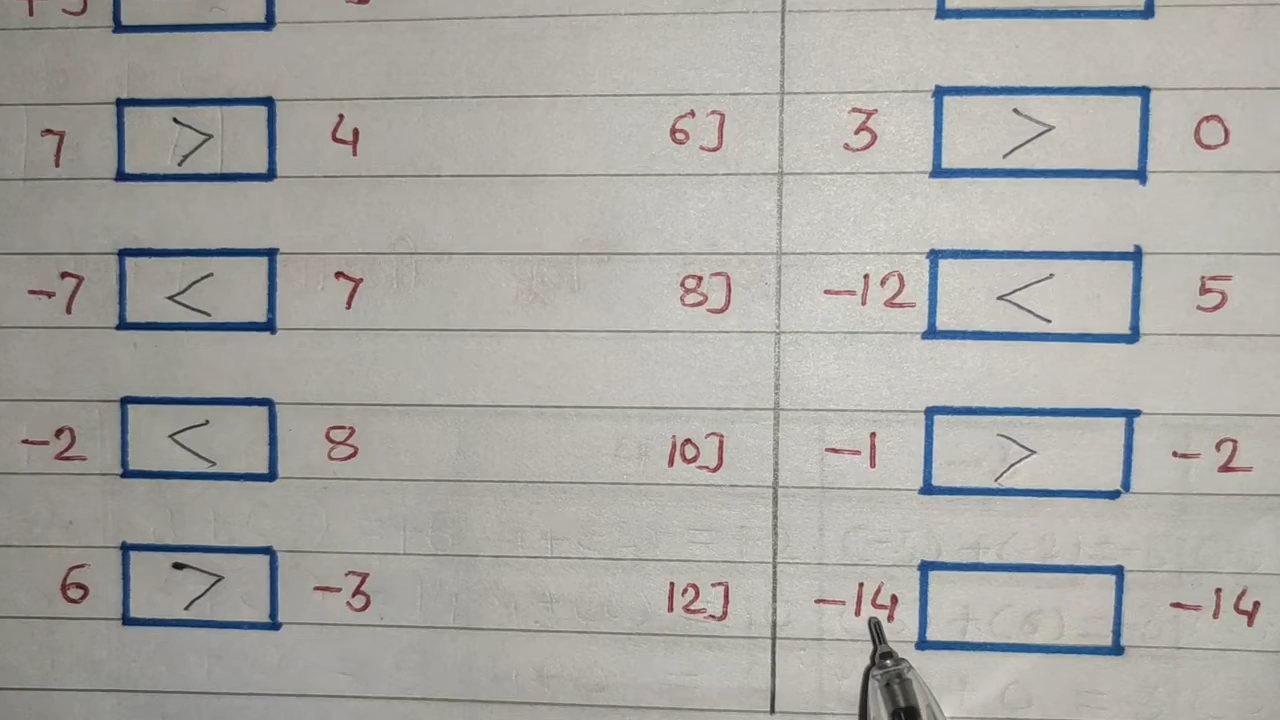 7 > 4 6] 3 > 0
-7 < 7 8] -12 < 5
-2 < 8 10] -1 > -2
6 > -3 12] -14 -14